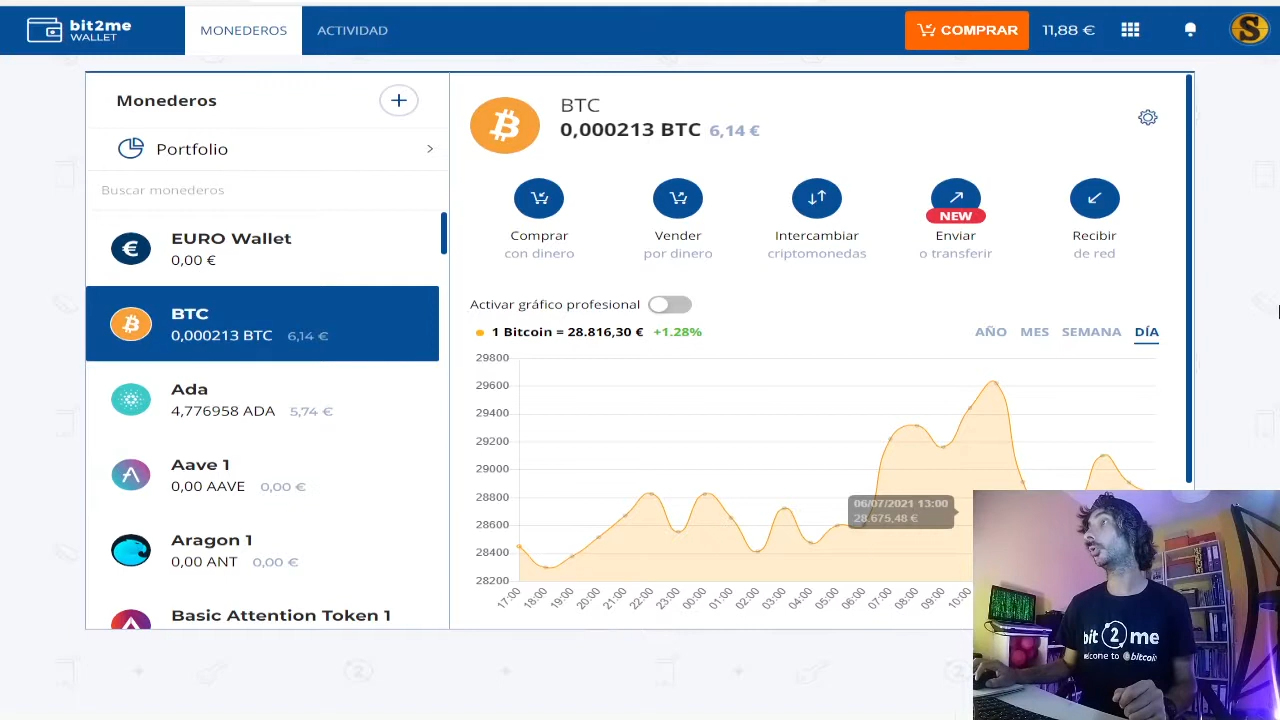 bit2me
WALLET
MONEDEROS
ACTIVIDAD
COMPRAR
11,88 €
S
Monederos
+
Portfolio
Buscar monederos
EURO Wallet
0,00 €
BTC
0,000213 BTC 6,14 €
Ada
4,776958 ADA 5,74 €
Aave 1
0,00 AAVE 0,00 €
Aragon 1
0,00 ANT 0,00 €
Basic Attention Token 1
BTC
0,000213 BTC 6,14 €
Comprar
con dinero
Vender
por dinero
Intercambiar
criptomonedas
NEW
Enviar
o transferir
Recibir
de red
Activar gráfico profesional
1 Bitcoin = 28.816,30 € +1.28%
AÑO MES SEMANA DÍA
29800
29600
29400
29200
29000
28800
28600
28400
28200
06/07/2021 13:00
28.675,48 €
17:00 18:00 19:00 20:00 21:00 22:00 23:00 00:00 01:00 02:00 03:00 04:00 05:00 06:00 07:00 08:00 09:00 10:00
bit2me
welcome to bitcoin